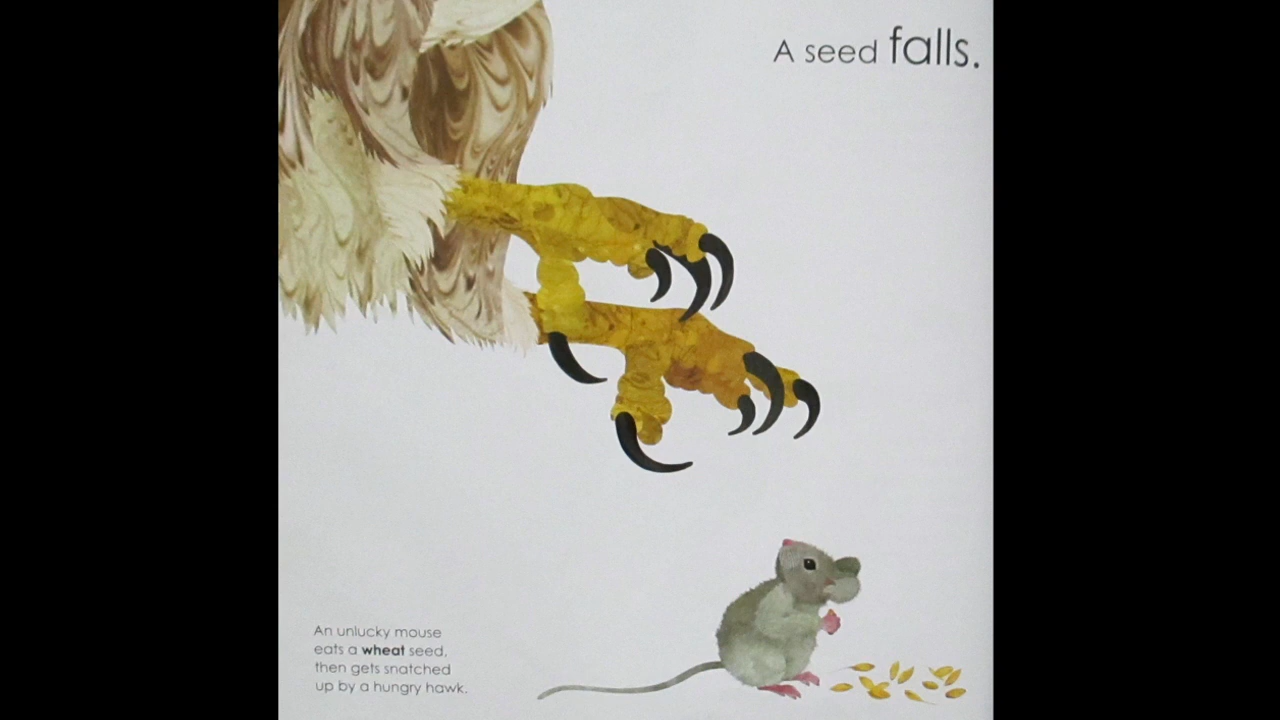 A seed falls.
An unlucky mouse
eats a wheat seed,
then gets snatched
up by a hungry hawk.